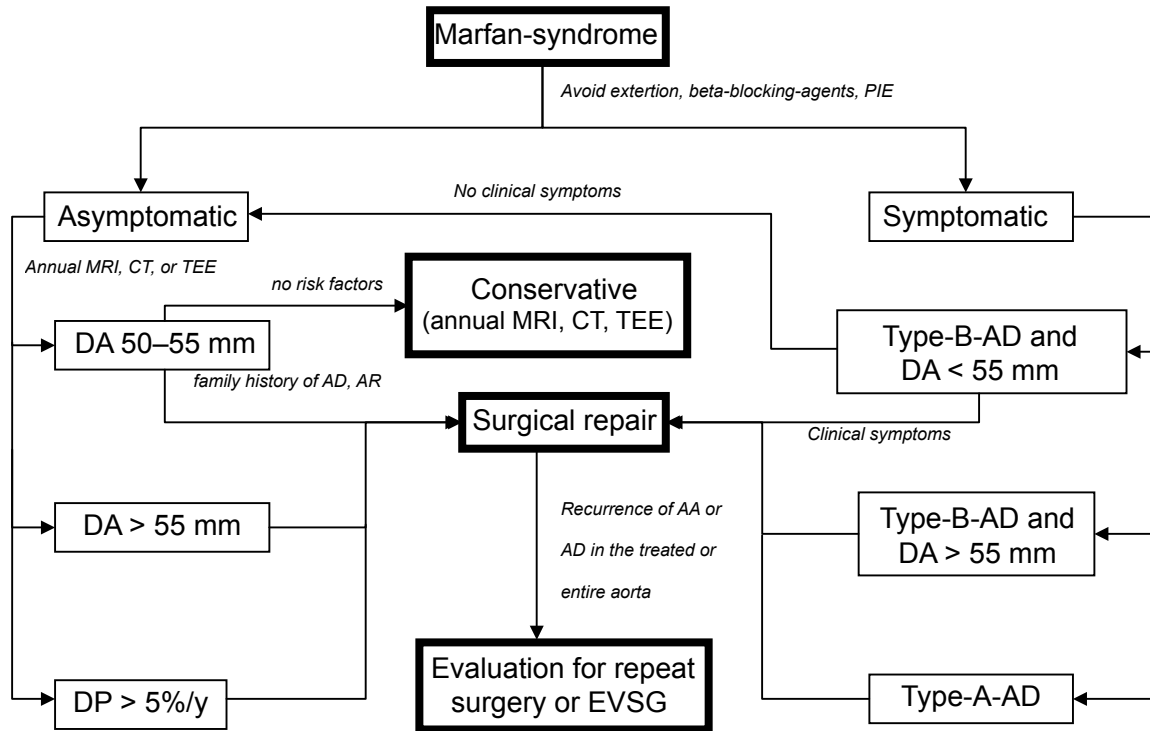 Marfan-syndrome
Avoid extertion, beta-blocking-agents, PIE
No clinical symptoms
Asymptomatic
Symptomatic
Annual MRI, CT, or TEE
no risk factors
Conservative
(annual MRI, CT, TEE)
DA 50–55 mm
Type-B-AD and
DA < 55 mm
family history of AD, AR
Surgical repair
Clinical symptoms
DA > 55 mm
Recurrence of AA or
AD in the treated or
entire aorta
Type-B-AD and
DA > 55 mm
DP > 5%/y
Evaluation for repeat
surgery or EVSG
Type-A-AD